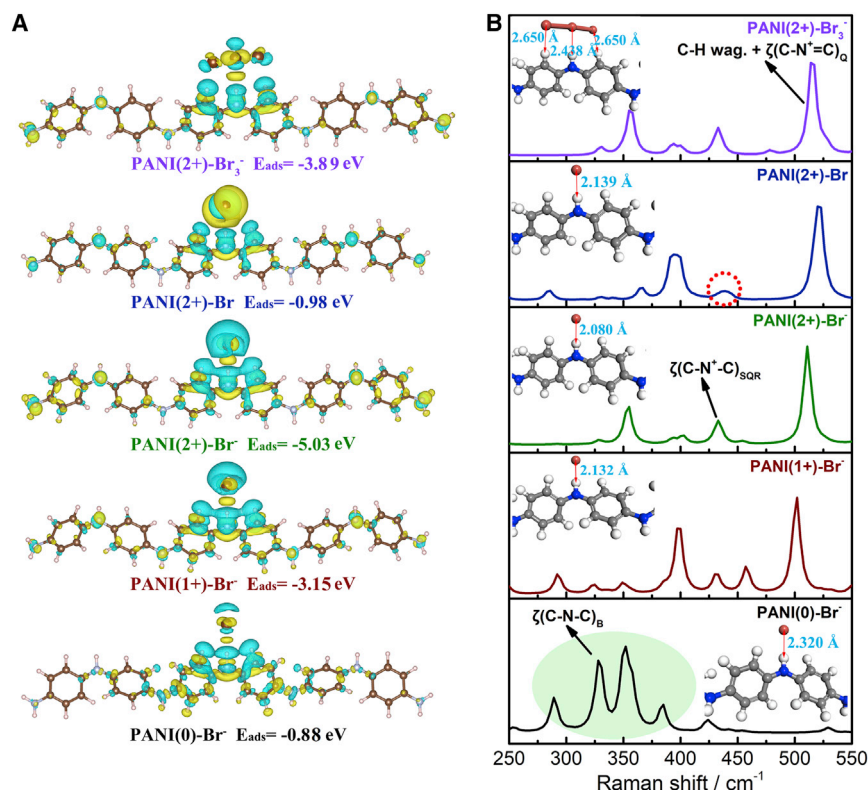 A
PANI(2+)-Br₃⁻ Eads= -3.89 eV
PANI(2+)-Br Eads= -0.98 eV
PANI(2+)-Br⁻ Eads= -5.03 eV
PANI(1+)-Br⁻ Eads= -3.15 eV
PANI(0)-Br⁻ Eads= -0.88 eV
B
PANI(2+)-Br₃⁻
2.650 Å
2.438 Å
2.650 Å
C-H wag. + ζ(C-N⁺=C)Q
PANI(2+)-Br
2.139 Å
PANI(2+)-Br⁻
2.080 Å
ζ(C-N⁺-C)SQR
PANI(1+)-Br⁻
2.132 Å
PANI(0)-Br⁻
ζ(C-N-C)B
2.320 Å
250 300 350 400 450 500 550
Raman shift / cm⁻¹